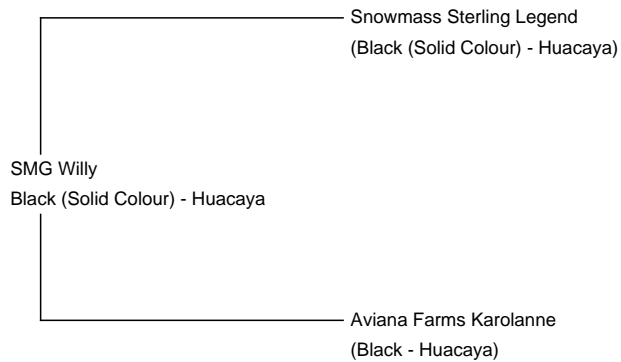 Snowmass Sterling Legend
(Black (Solid Colour) - Huacaya)
SMG Willy
Black (Solid Colour) - Huacaya
Aviana Farms Karolanne
(Black - Huacaya)